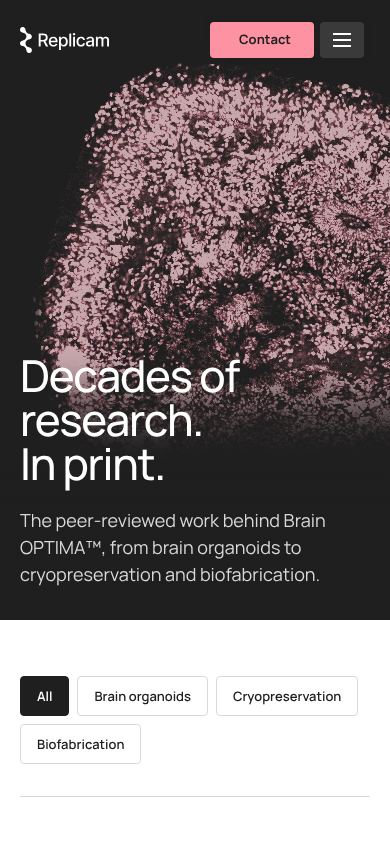 Replicam
Contact
Decades of
research.
In print.
The peer-reviewed work behind Brain
OPTIMA™, from brain organoids to
cryopreservation and biofabrication.
All
Brain organoids
Cryopreservation
Biofabrication